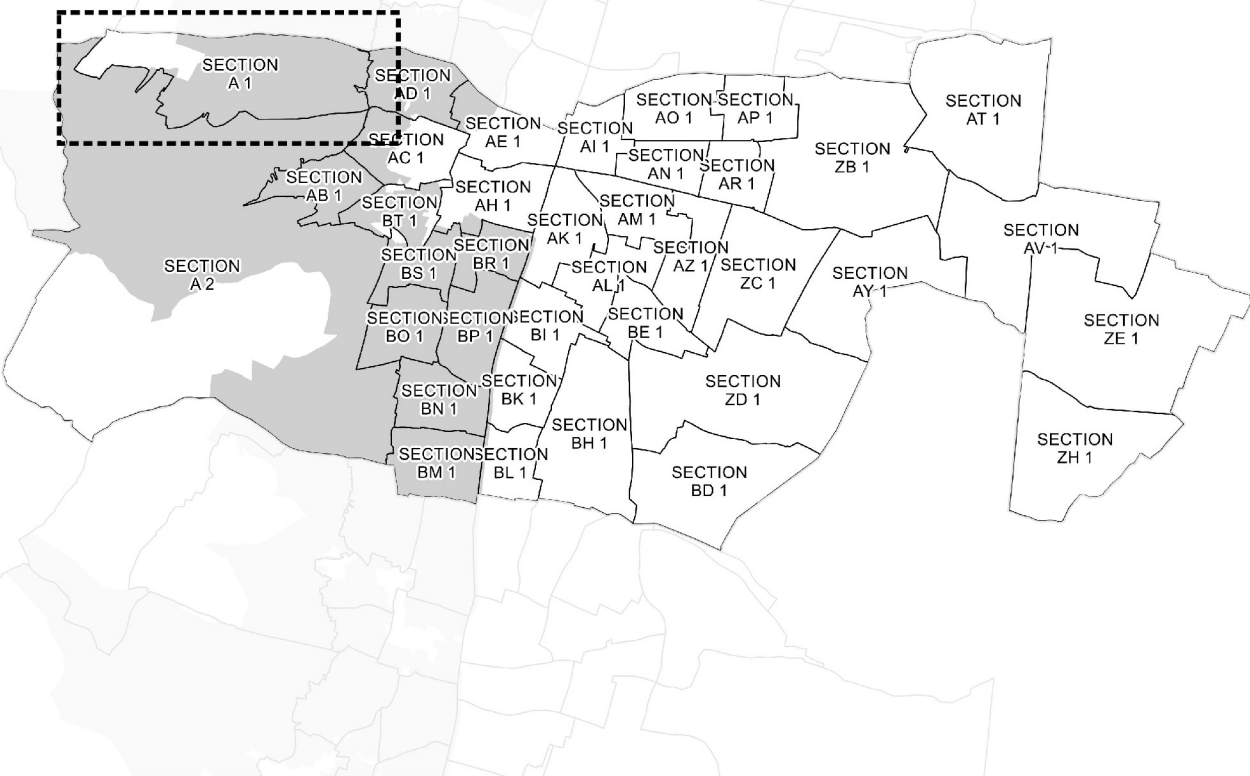 SECTION
A 1
SECTION
AD 1
SECTION
AO 1
SECTION
AP 1
SECTION
AT 1
SECTION
AE 1
SECTION
AI 1
SECTION
AC 1
SECTION
AN 1
SECTION
AR 1
SECTION
ZB 1
SECTION
AB 1
SECTION
AH 1
SECTION
BT 1
SECTION
AM 1
SECTION
AK 1
SECTION
AV 1
SECTION
BR 1
SECTION
BS 1
SECTION
AZ 1
SECTION
A 2
SECTION
AL 1
SECTION
ZC 1
SECTION
AY 1
SECTION
BO 1
SECTION
BP 1
SECTION
BI 1
SECTION
BE 1
SECTION
ZE 1
SECTION
BN 1
SECTION
BK 1
SECTION
ZD 1
SECTION
BH 1
SECTION
ZH 1
SECTION
BM 1
SECTION
BL 1
SECTION
BD 1